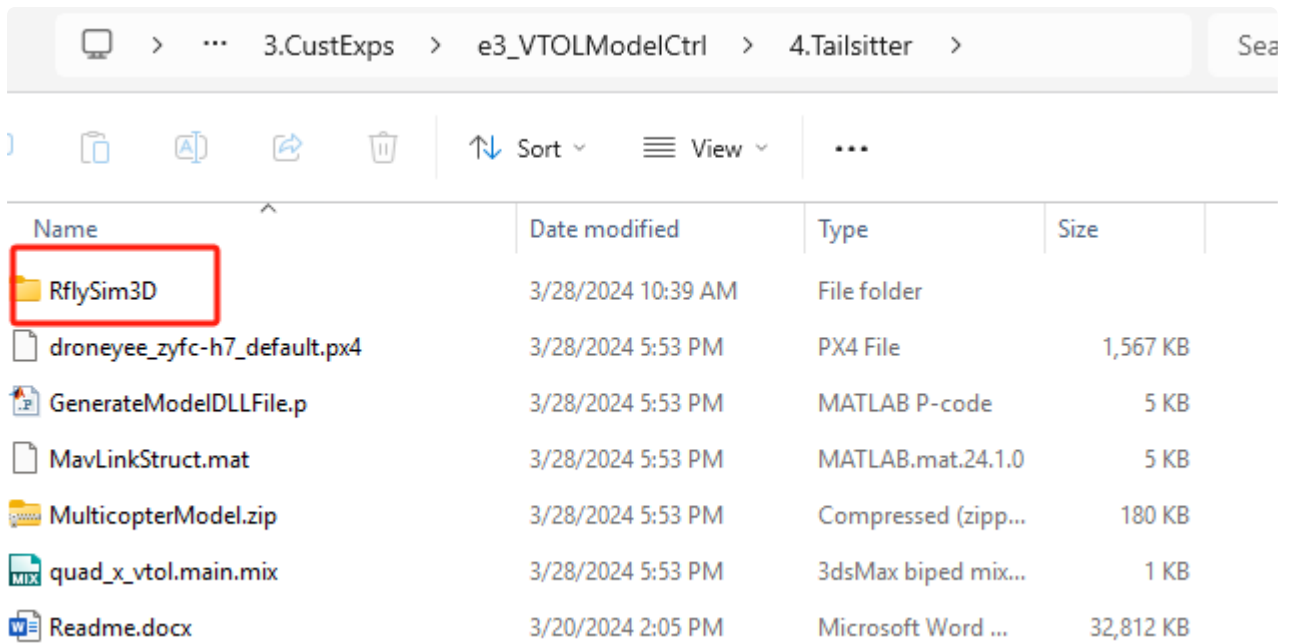 ... 3.CustExps > e3_VTOLModelCtrl > 4.Tailsitter > Sea
Sort View ...
Name Date modified Type Size
RflySim3D 3/28/2024 10:39 AM File folder
droneyee_zyfc-h7_default.px4 3/28/2024 5:53 PM PX4 File 1,567 KB
GenerateModelDLLFile.p 3/28/2024 5:53 PM MATLAB P-code 5 KB
MavLinkStruct.mat 3/28/2024 5:53 PM MATLAB.mat.24.1.0 5 KB
MulticopterModel.zip 3/28/2024 5:53 PM Compressed (zipp... 180 KB
MIX quad_x_vtol.main.mix 3/28/2024 5:53 PM 3dsMax biped mix... 1 KB
Readme.docx 3/20/2024 2:05 PM Microsoft Word ... 32,812 KB